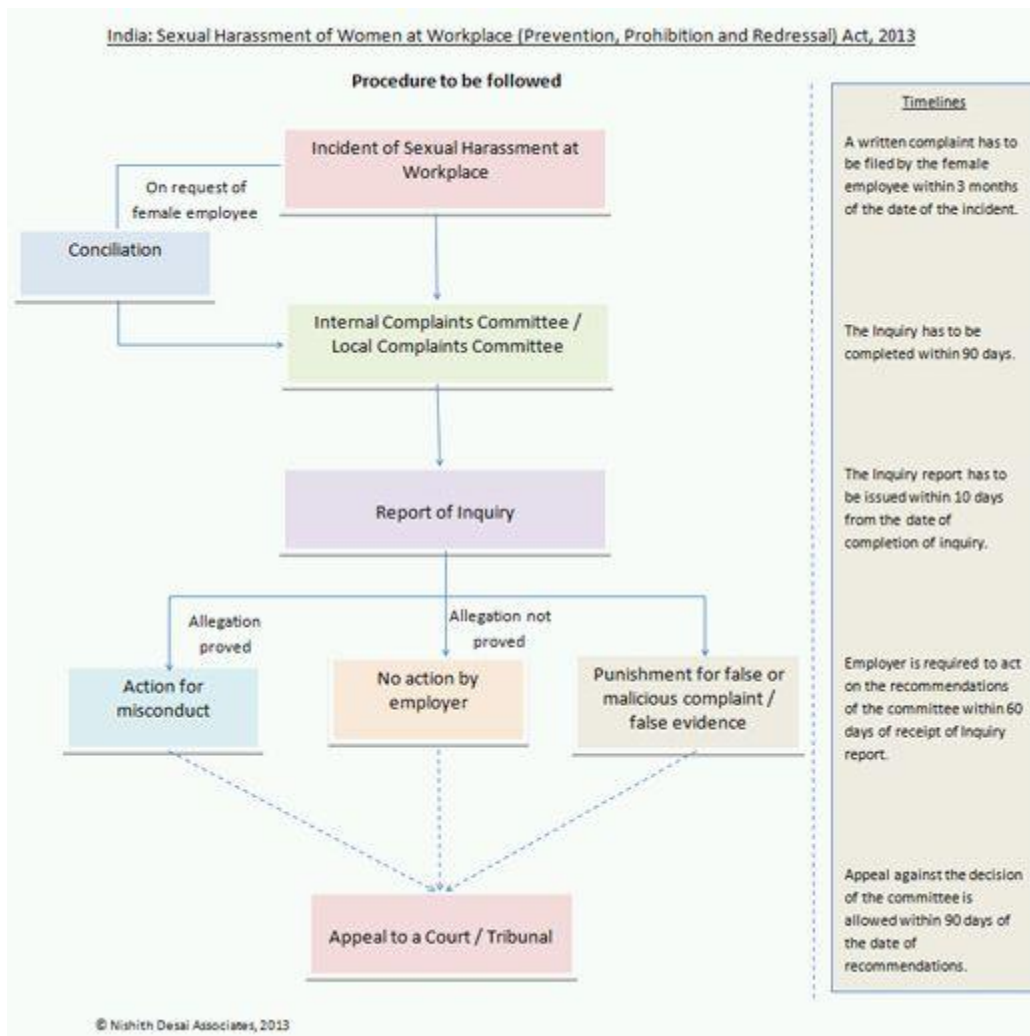 India: Sexual Harassment of Women at Workplace (Prevention, Prohibition and Redressal) Act, 2013
Procedure to be followed
Incident of Sexual Harassment at
Workplace
On request of
female employee
Conciliation
Internal Complaints Committee /
Local Complaints Committee
Report of Inquiry
Allegation
proved
Allegation not
proved
Action for
misconduct
No action by
employer
Punishment for false or
malicious complaint /
false evidence
Appeal to a Court / Tribunal
Timelines
A written complaint has to
be filed by the female
employee within 3 months
of the date of the incident.
The Inquiry has to be
completed within 90 days.
The Inquiry report has to
be issued within 10 days
from the date of
completion of inquiry.
Employer is required to act
on the recommendations
of the committee within 60
days of receipt of Inquiry
report.
Appeal against the decision
of the committee is
allowed within 90 days of
the date of
recommendations.
© Nishith Desai Associates, 2013